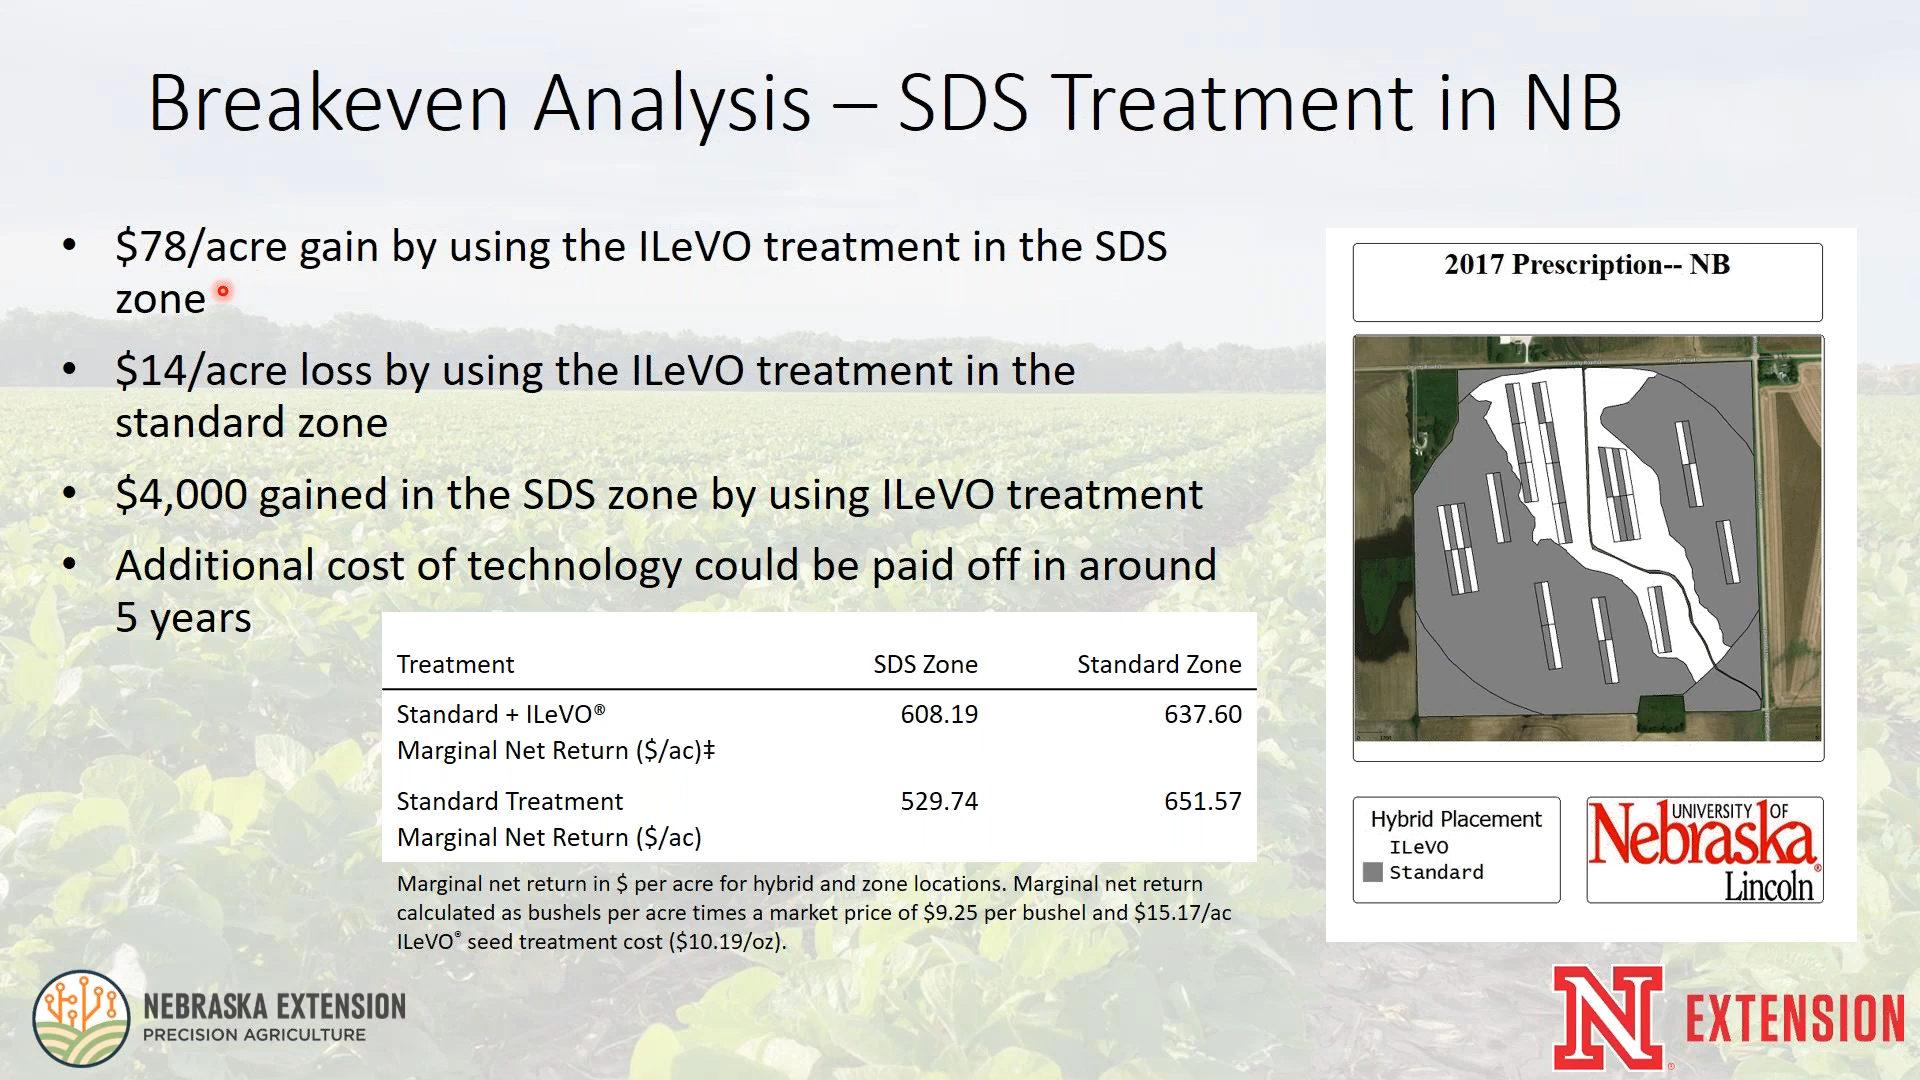 Breakeven Analysis – SDS Treatment in NB
• $78/acre gain by using the ILeVO treatment in the SDS
zone
• $14/acre loss by using the ILeVO treatment in the
standard zone
• $4,000 gained in the SDS zone by using ILeVO treatment
• Additional cost of technology could be paid off in around
5 years
Treatment SDS Zone Standard Zone
Standard + ILeVO® 608.19 637.60
Marginal Net Return ($/ac)‡
Standard Treatment 529.74 651.57
Marginal Net Return ($/ac)
Marginal net return in $ per acre for hybrid and zone locations. Marginal net return
calculated as bushels per acre times a market price of $9.25 per bushel and $15.17/ac
ILeVO® seed treatment cost ($10.19/oz).
2017 Prescription-- NB
Hybrid Placement
ILeVO
Standard
UNIVERSITY OF
Nebraska®
Lincoln
NEBRASKA EXTENSION
PRECISION AGRICULTURE
N® EXTENSION